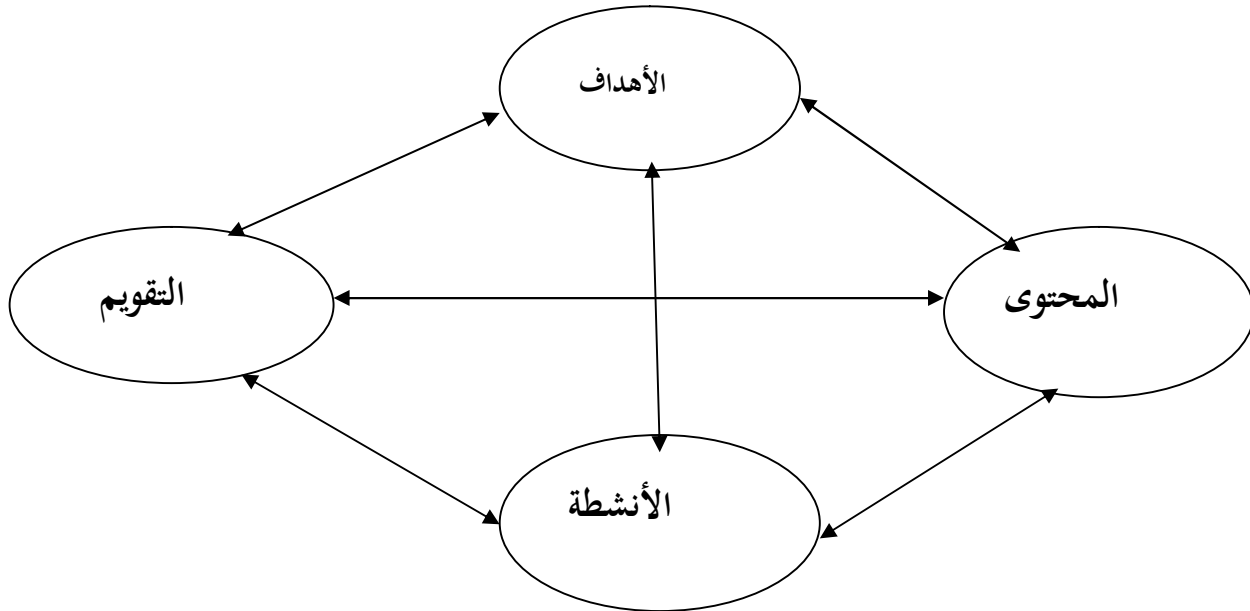 الأهداف
المحتوى
التقويم
الأنشطة